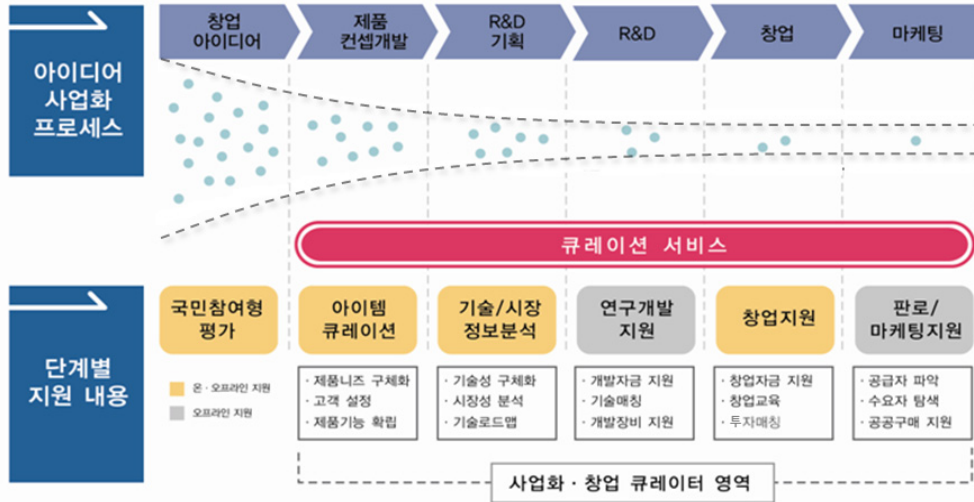 창업
아이디어
제품
컨셉개발
R&D
기획
R&D
창업
마케팅
아이디어
사업화
프로세스
큐레이션 서비스
단계별
지원 내용
국민참여형
평가
아이템
큐레이션
기술/시장
정보분석
연구개발
지원
창업지원
판로/
마케팅지원
온 · 오프라인 지원
오프라인 지원
· 제품니즈 구체화
· 고객 설정
· 제품기능 확립
· 기술성 구체화
· 시장성 분석
· 기술로드맵
· 개발자금 지원
· 기술매칭
· 개발장비 지원
· 창업자금 지원
· 창업교육
· 투자매칭
· 공급자 파악
· 수요자 탐색
· 공공구매 지원
사업화 · 창업 큐레이터 영역